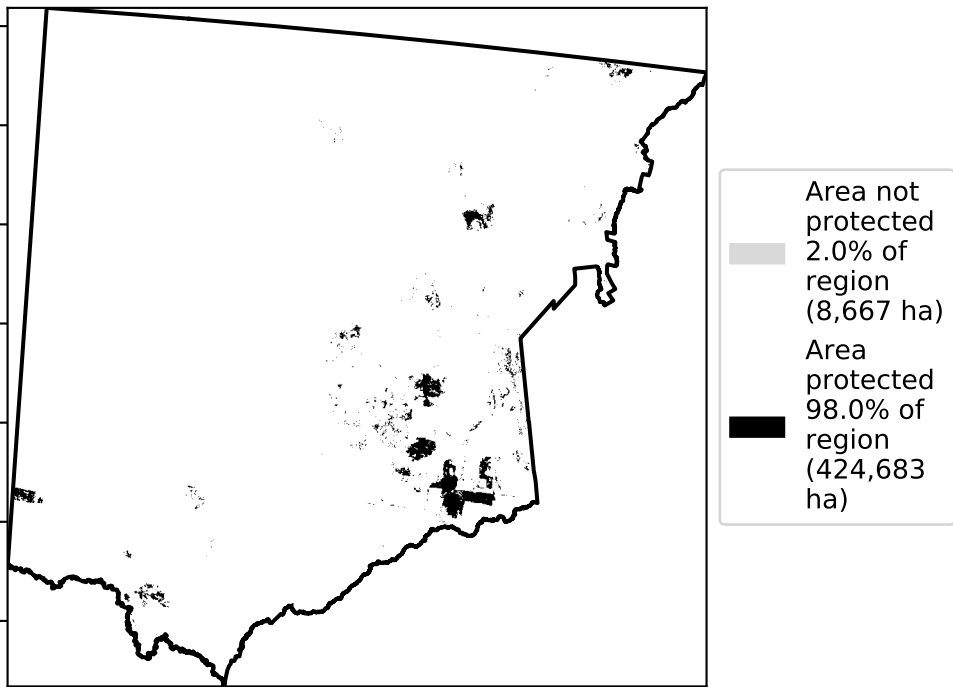 Area not
protected
2.0% of
region
(8,667 ha)
Area
protected
98.0% of
region
(424,683
ha)